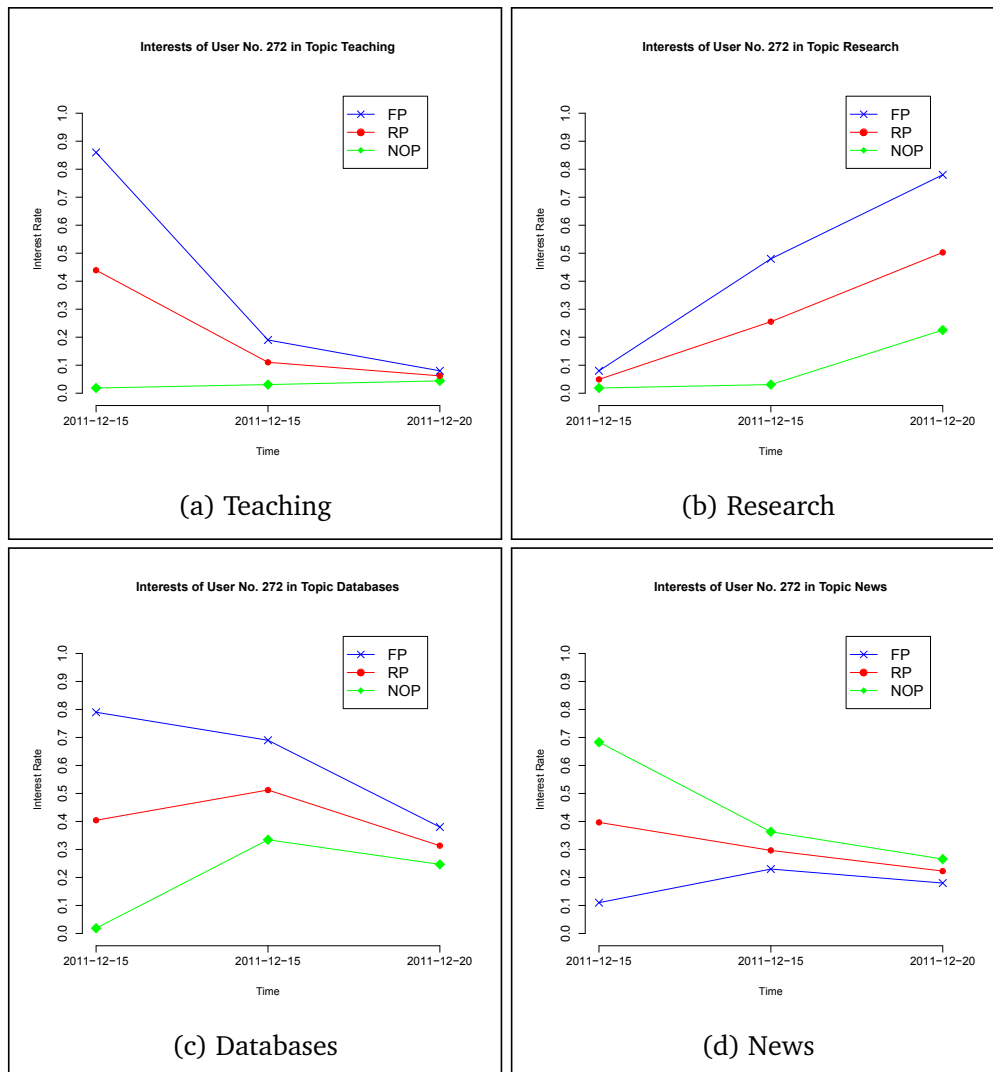 Interests of User No. 272 in Topic Teaching
FP
RP
NOP
Interest Rate
1.0
0.9
0.8
0.7
0.6
0.5
0.4
0.3
0.2
0.1
0.0
2011−12−15
2011−12−15
2011−12−20
Time
(a) Teaching
Interests of User No. 272 in Topic Research
FP
RP
NOP
Interest Rate
1.0
0.9
0.8
0.7
0.6
0.5
0.4
0.3
0.2
0.1
0.0
2011−12−15
2011−12−15
2011−12−20
Time
(b) Research
Interests of User No. 272 in Topic Databases
FP
RP
NOP
Interest Rate
1.0
0.9
0.8
0.7
0.6
0.5
0.4
0.3
0.2
0.1
0.0
2011−12−15
2011−12−15
2011−12−20
Time
(c) Databases
Interests of User No. 272 in Topic News
FP
RP
NOP
Interest Rate
1.0
0.9
0.8
0.7
0.6
0.5
0.4
0.3
0.2
0.1
0.0
2011−12−15
2011−12−15
2011−12−20
Time
(d) News